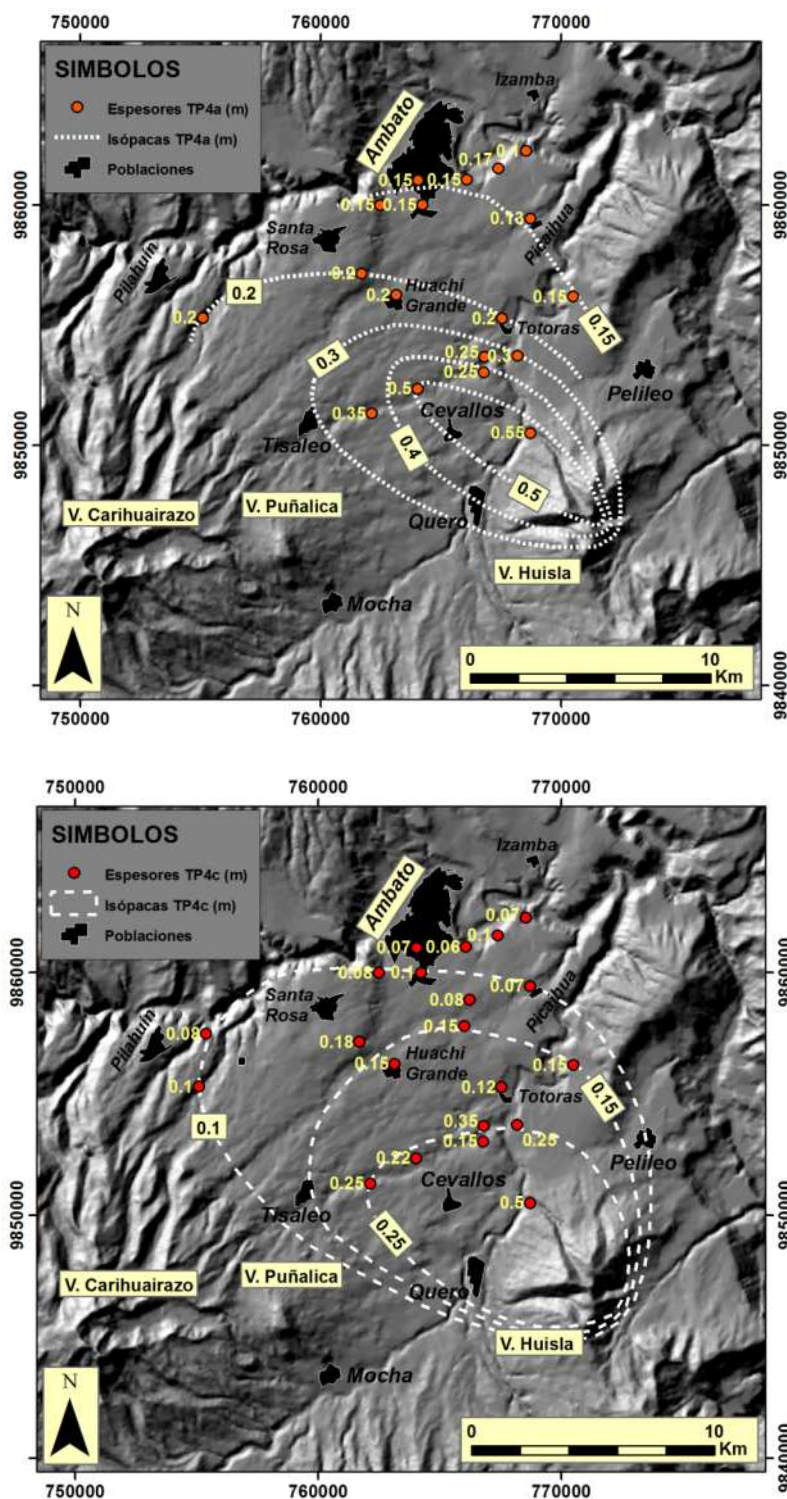 750000 760000 770000
SIMBOLOS
Espesores TP4a (m)
Isópacas TP4a (m)
Poblaciones
Izamba
Ambato
0.1
0.17
0.15 0.15
0.15 0.15
9860000 9860000
0.13
Picaihua
Santa
Rosa
Pilahuín
0.2
0.2
0.2
Huachi
Grande
0.15
0.15
0.2
0.2
Totoras
0.3
0.25
0.3
0.25
Pelileo
0.5
Cevallos
0.35
Tisaleo
0.4
0.55
9850000 9850000
0.5
V. Carihuairazo
V. Puñalica
Quero
V. Huisla
Mocha
N
0 10
Km
9840000
750000 760000 770000
750000 760000 770000
SIMBOLOS
Espesores TP4c (m)
Isópacas TP4c (m)
Poblaciones
Izamba
Ambato
0.07
0.1
0.07 0.06
0.08 0.1
9860000 9860000
0.07
Picaihua
Santa
Rosa
0.08
0.15
Pilahuín
0.08
0.18
0.15
Huachi
Grande
0.15
0.15
0.1
0.12
Totoras
0.1
0.35
0.15
0.25
Pelileo
0.22
Cevallos
0.25
Tisaleo
0.5
9850000 9850000
0.25
V. Carihuairazo
V. Puñalica
Quero
V. Huisla
Mocha
N
0 10
Km
9840000
750000 760000 770000